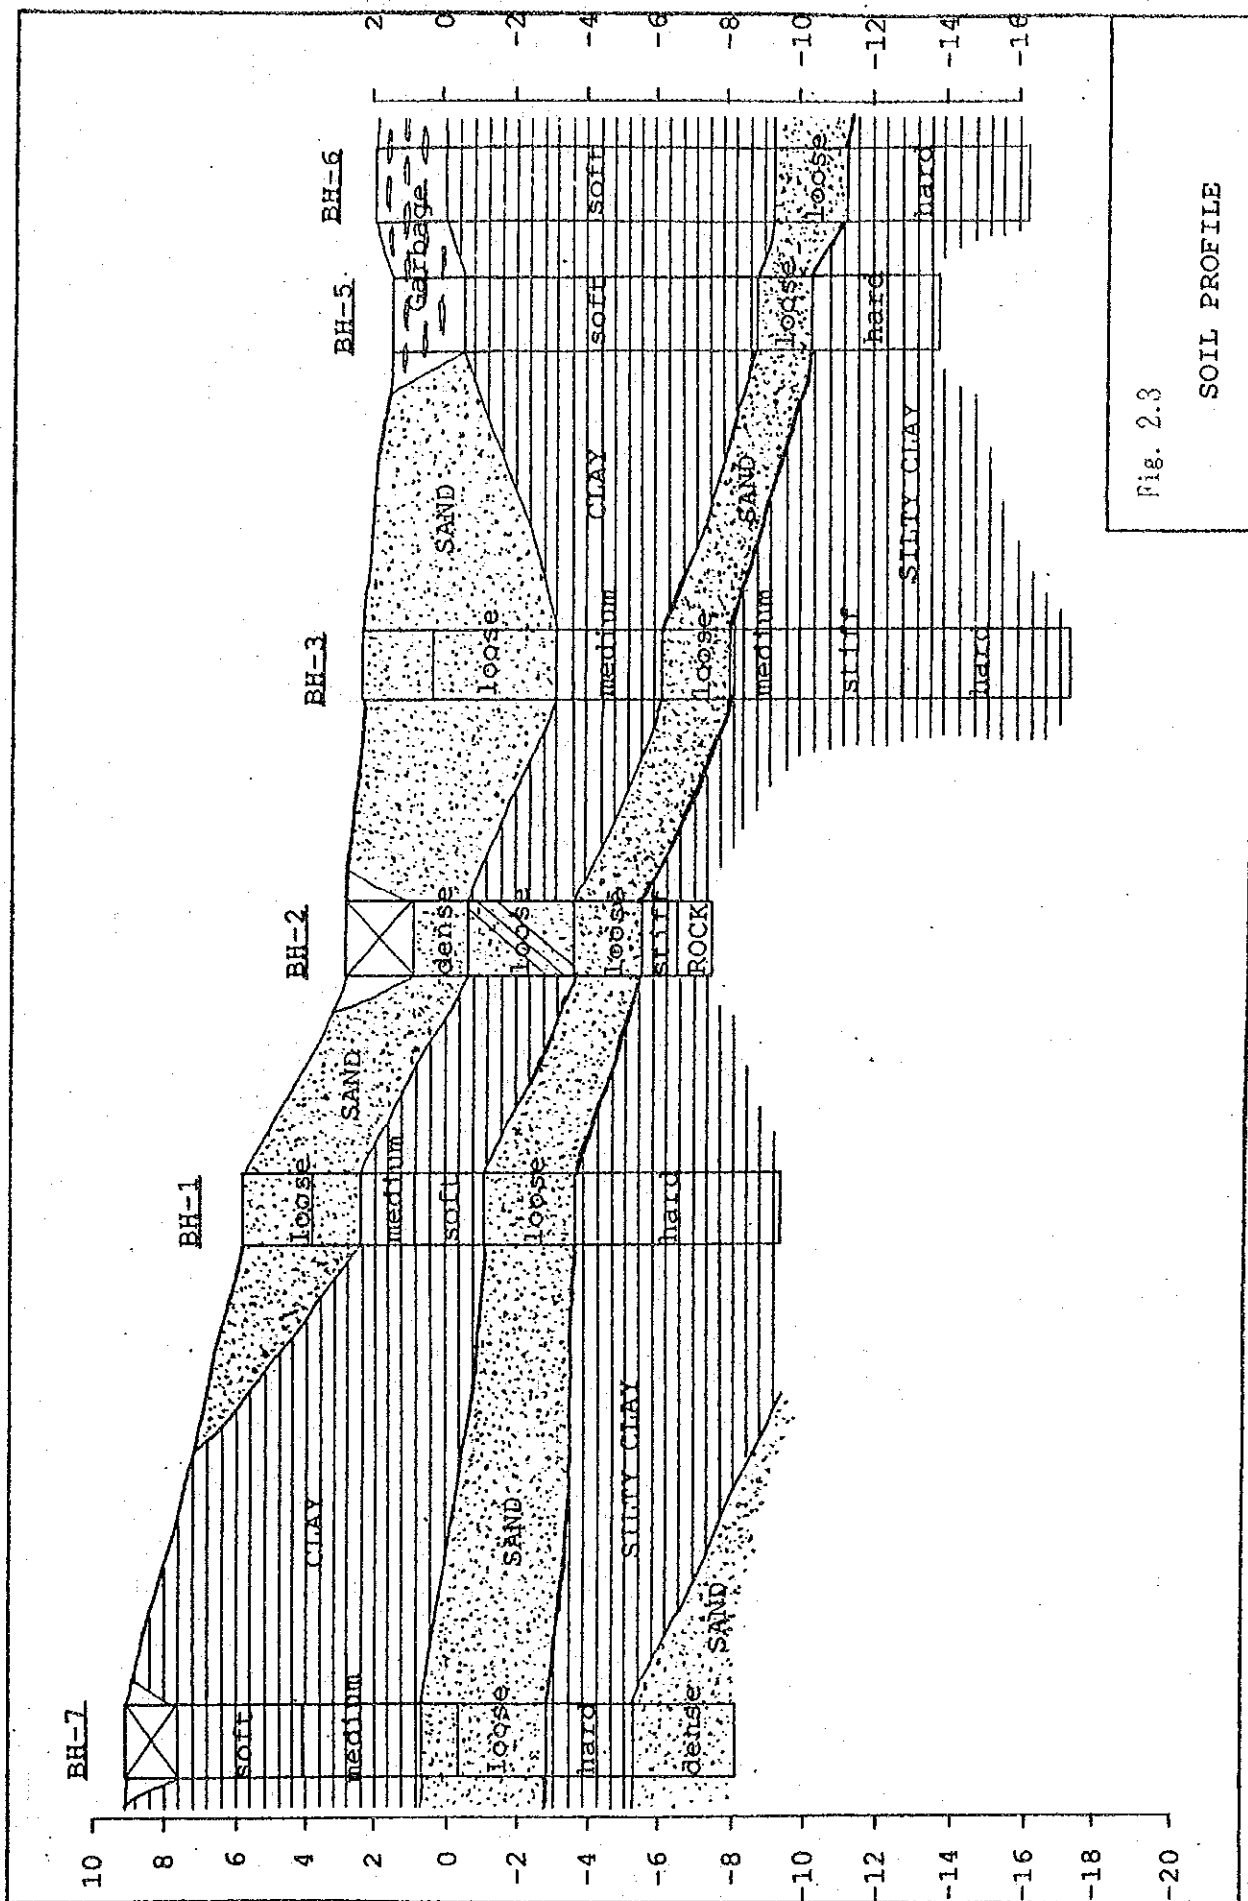 BH-7
BH-1
BH-2
BH-3
BH-5
BH-6
10
8
6
4
2
0
-2
-4
-6
-8
-10
-12
-14
-16
-18
-20
soft
medium
loose
hard
dense
CLAY
SAND
SILTY CLAY
SAND
loose
medium
soft
loose
hard
SAND
dense
loose
loose
stiff
ROCK
loose
medium
loose
medium
stiff
hard
SAND
CLAY
SAND
SILTY CLAY
Garbage
soft
loose
hard
soft
loose
hard
2
0
-2
-4
-6
-8
-10
-12
-14
-16
Fig. 2.3
SOIL PROFILE